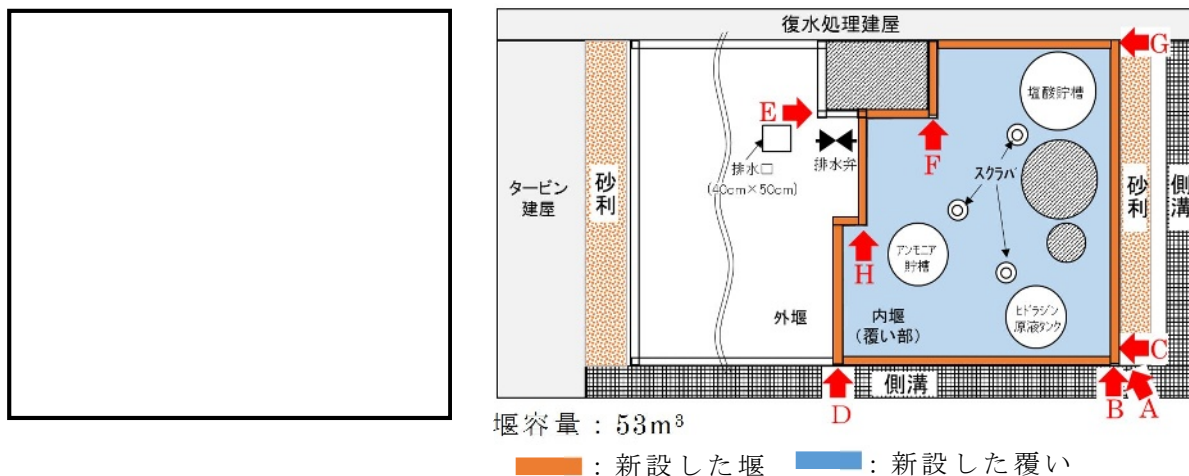 復水処理建屋
G
塩酸貯槽
E
排水口
(40cm×50cm)
排水弁
F
スクラバ
タービン
建屋
砂利
砂利
側溝
アンモニア
貯槽
H
ヒドラジン
原液タンク
外堰
内堰
(覆い部)
C
側溝
D
B
A
堰容量：53m³
：新設した堰
：新設した覆い